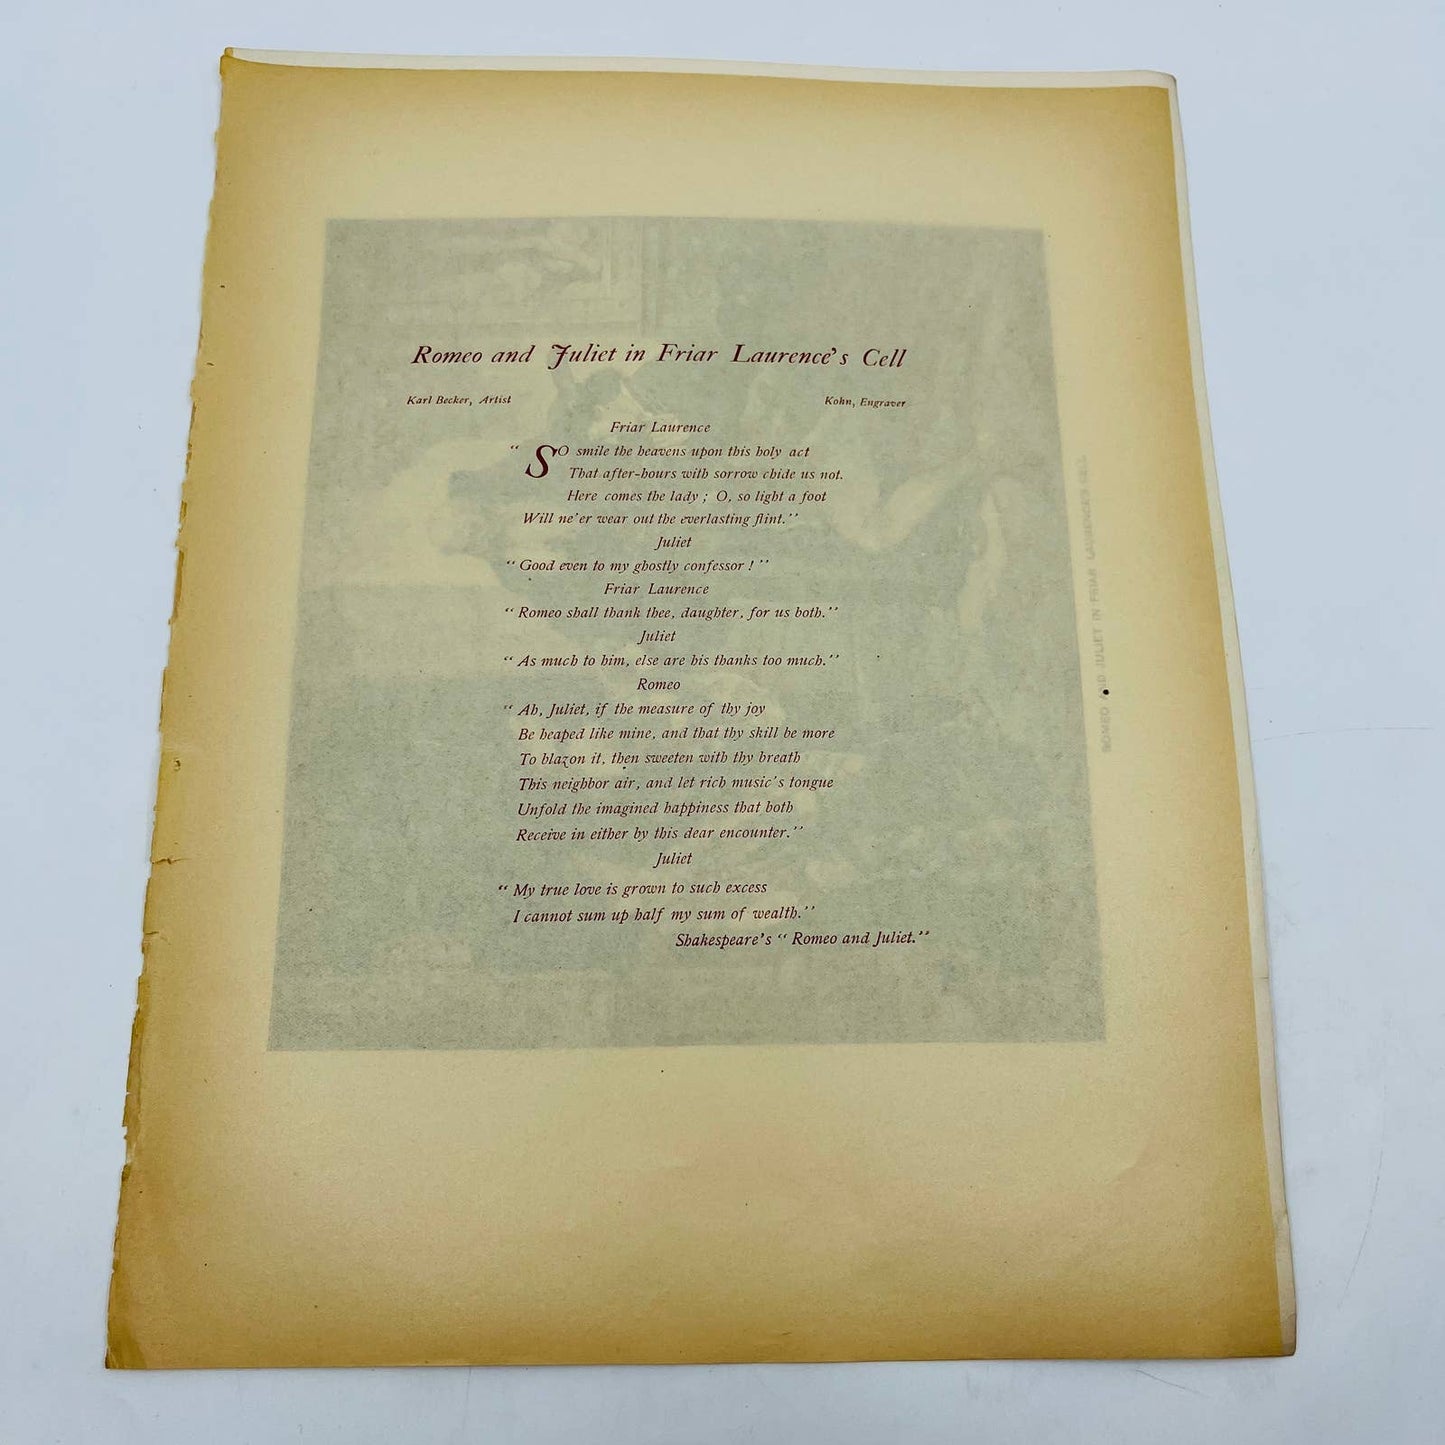 Romeo and Juliet in Friar Laurence's Cell
Karl Becker, Artist Kohn, Engraver
Friar Laurence
“SO smile the heavens upon this holy act
That after-hours with sorrow chide us not.
Here comes the lady; O, so light a foot
Will ne'er wear out the everlasting flint.”
Juliet
“Good even to my ghostly confessor!”
Friar Laurence
“Romeo shall thank thee, daughter, for us both.”
Juliet
“As much to him, else are his thanks too much.”
Romeo
“Ah, Juliet, if the measure of thy joy
Be heaped like mine, and that thy skill be more
To blazon it, then sweeten with thy breath
This neighbor air, and let rich music's tongue
Unfold the imagined happiness that both
Receive in either by this dear encounter.”
Juliet
“My true love is grown to such excess
I cannot sum up half my sum of wealth.”
Shakespeare's “Romeo and Juliet.”
ROMEO AND JULIET IN FRIAR LAURENCE'S CELL